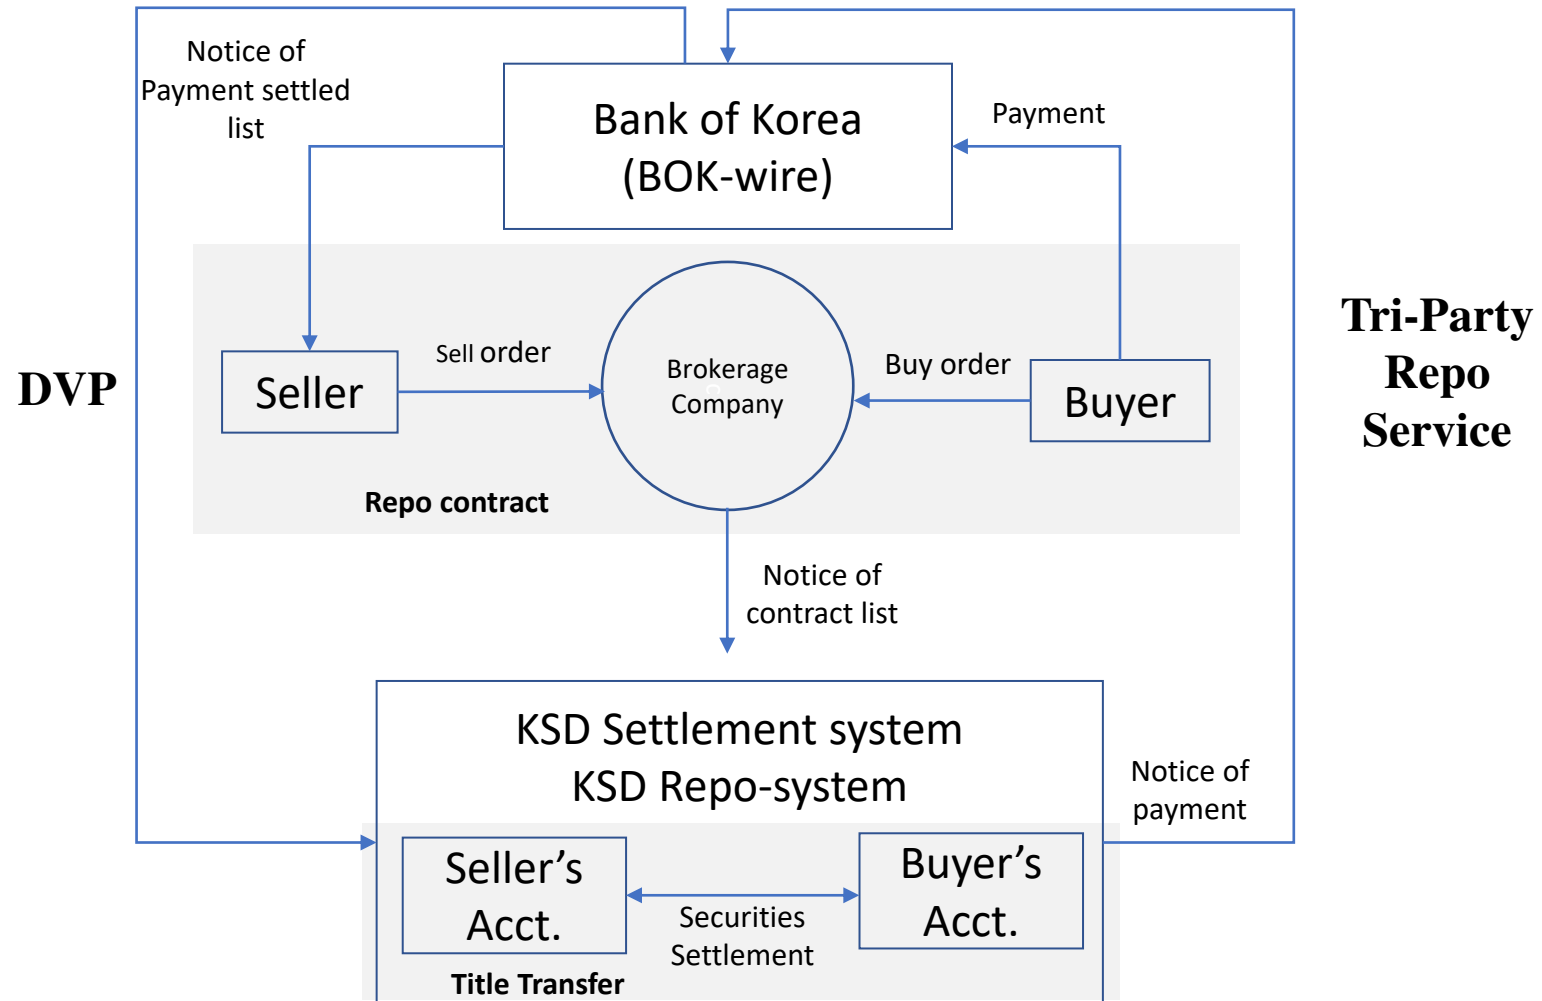 Notice of
Payment settled
list
Bank of Korea
(BOK-wire)
Payment
DVP
Seller
Sell order
Brokerage
Company
Buy order
Buyer
Tri-Party
Repo
Service
Repo contract
Notice of
contract list
KSD Settlement system
KSD Repo-system
Notice of
payment
Seller’s
Acct.
Securities
Settlement
Buyer’s
Acct.
Title Transfer